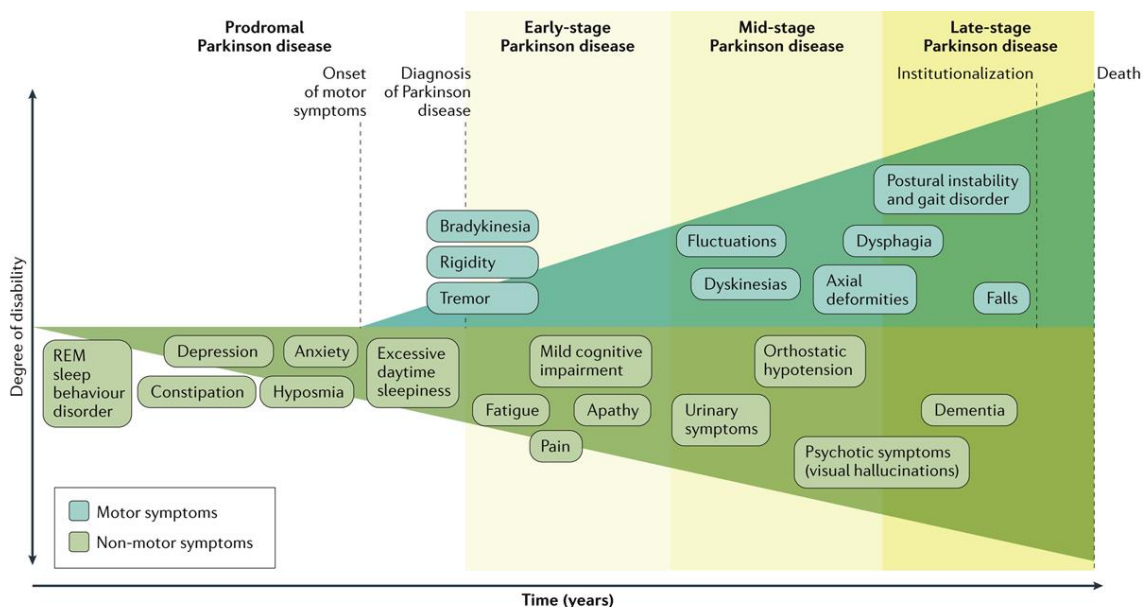 Prodromal
Parkinson disease
Early-stage
Parkinson disease
Mid-stage
Parkinson disease
Late-stage
Parkinson disease
Onset
of motor
symptoms
Diagnosis
of Parkinson
disease
Institutionalization
Death
Degree of disability
Postural instability
and gait disorder
Bradykinesia
Rigidity
Tremor
Fluctuations
Dysphagia
Dyskinesias
Axial
deformities
Falls
REM
sleep
behaviour
disorder
Depression
Anxiety
Constipation
Hyposmia
Excessive
daytime
sleepiness
Mild cognitive
impairment
Orthostatic
hypotension
Fatigue
Apathy
Pain
Urinary
symptoms
Dementia
Psychotic symptoms
(visual hallucinations)
Motor symptoms
Non-motor symptoms
Time (years)